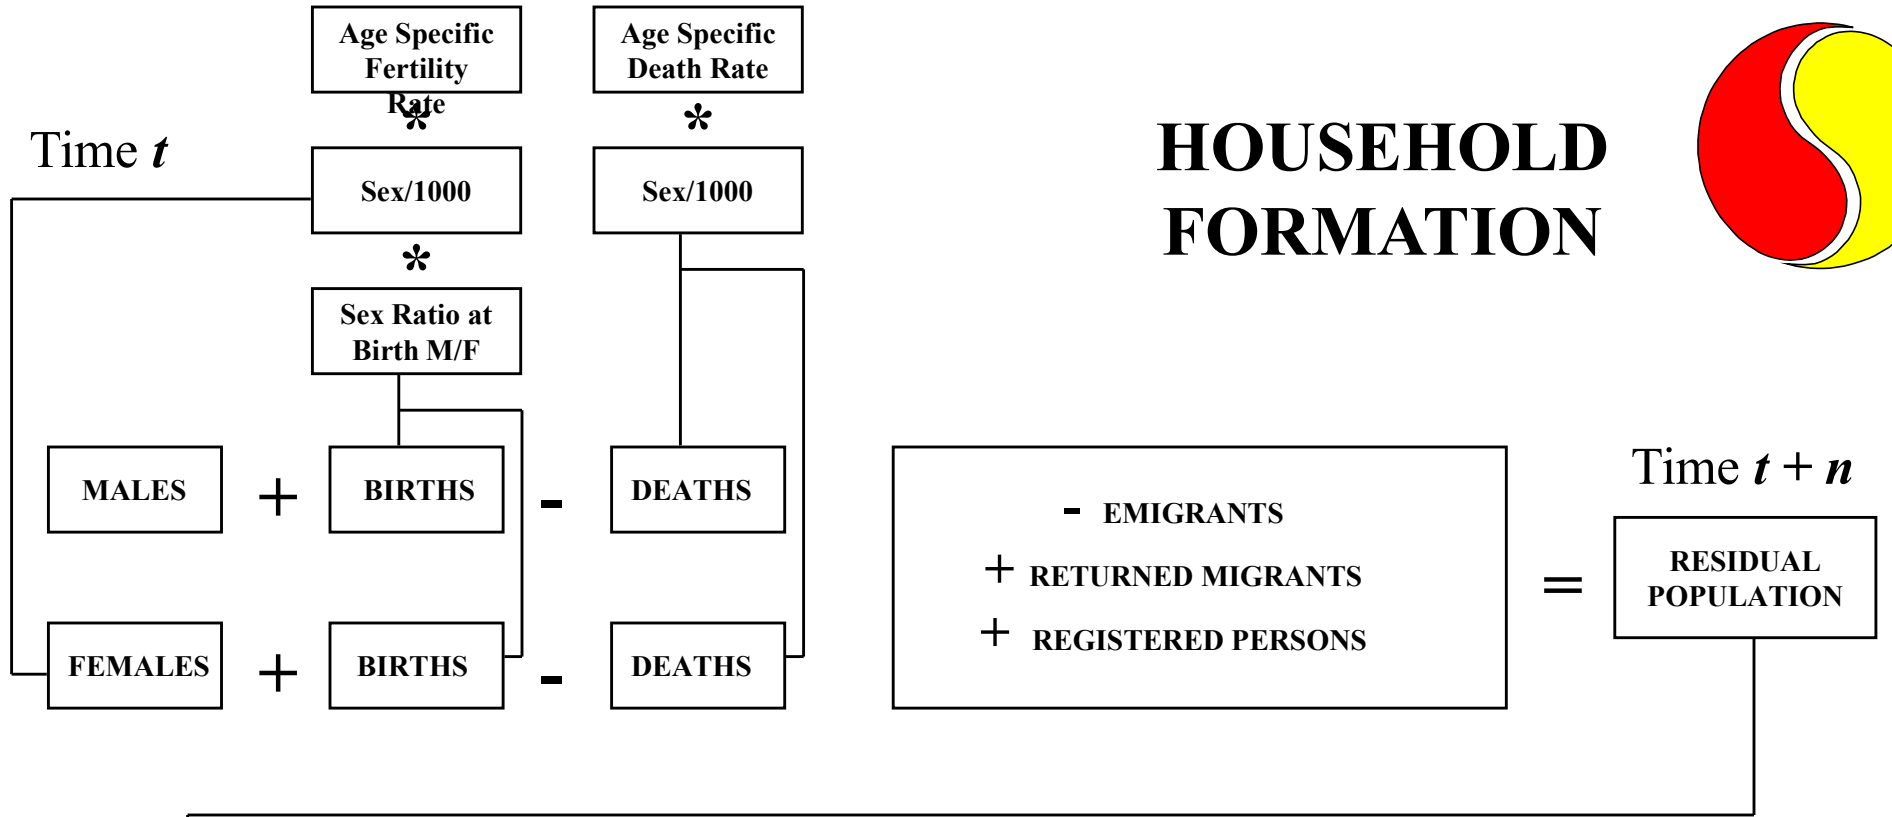 Age Specific
Fertility
Rate
Age Specific
Death Rate
*
*
Time t
Sex/1000
Sex/1000
HOUSEHOLD
FORMATION
*
Sex Ratio at
Birth M/F
MALES + BIRTHS - DEATHS
FEMALES + BIRTHS - DEATHS
- EMIGRANTS
+ RETURNED MIGRANTS
+ REGISTERED PERSONS
=
Time t + n
RESIDUAL
POPULATION